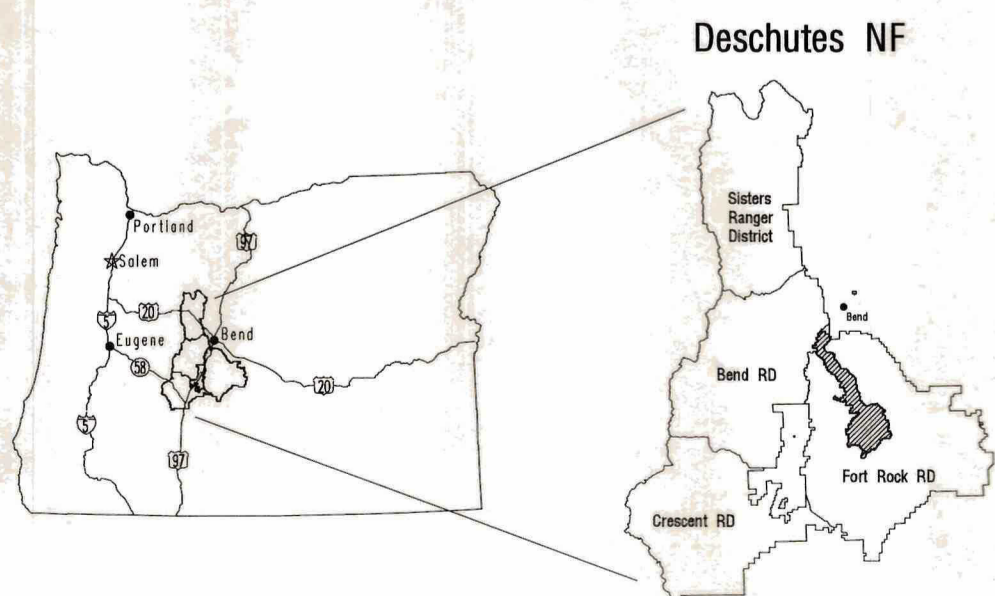 Deschutes NF
Portland
Salem
97
20
5
Eugene
Bend
58
20
5
97
Sisters
Ranger
District
Bend
Bend RD
Fort Rock RD
Crescent RD